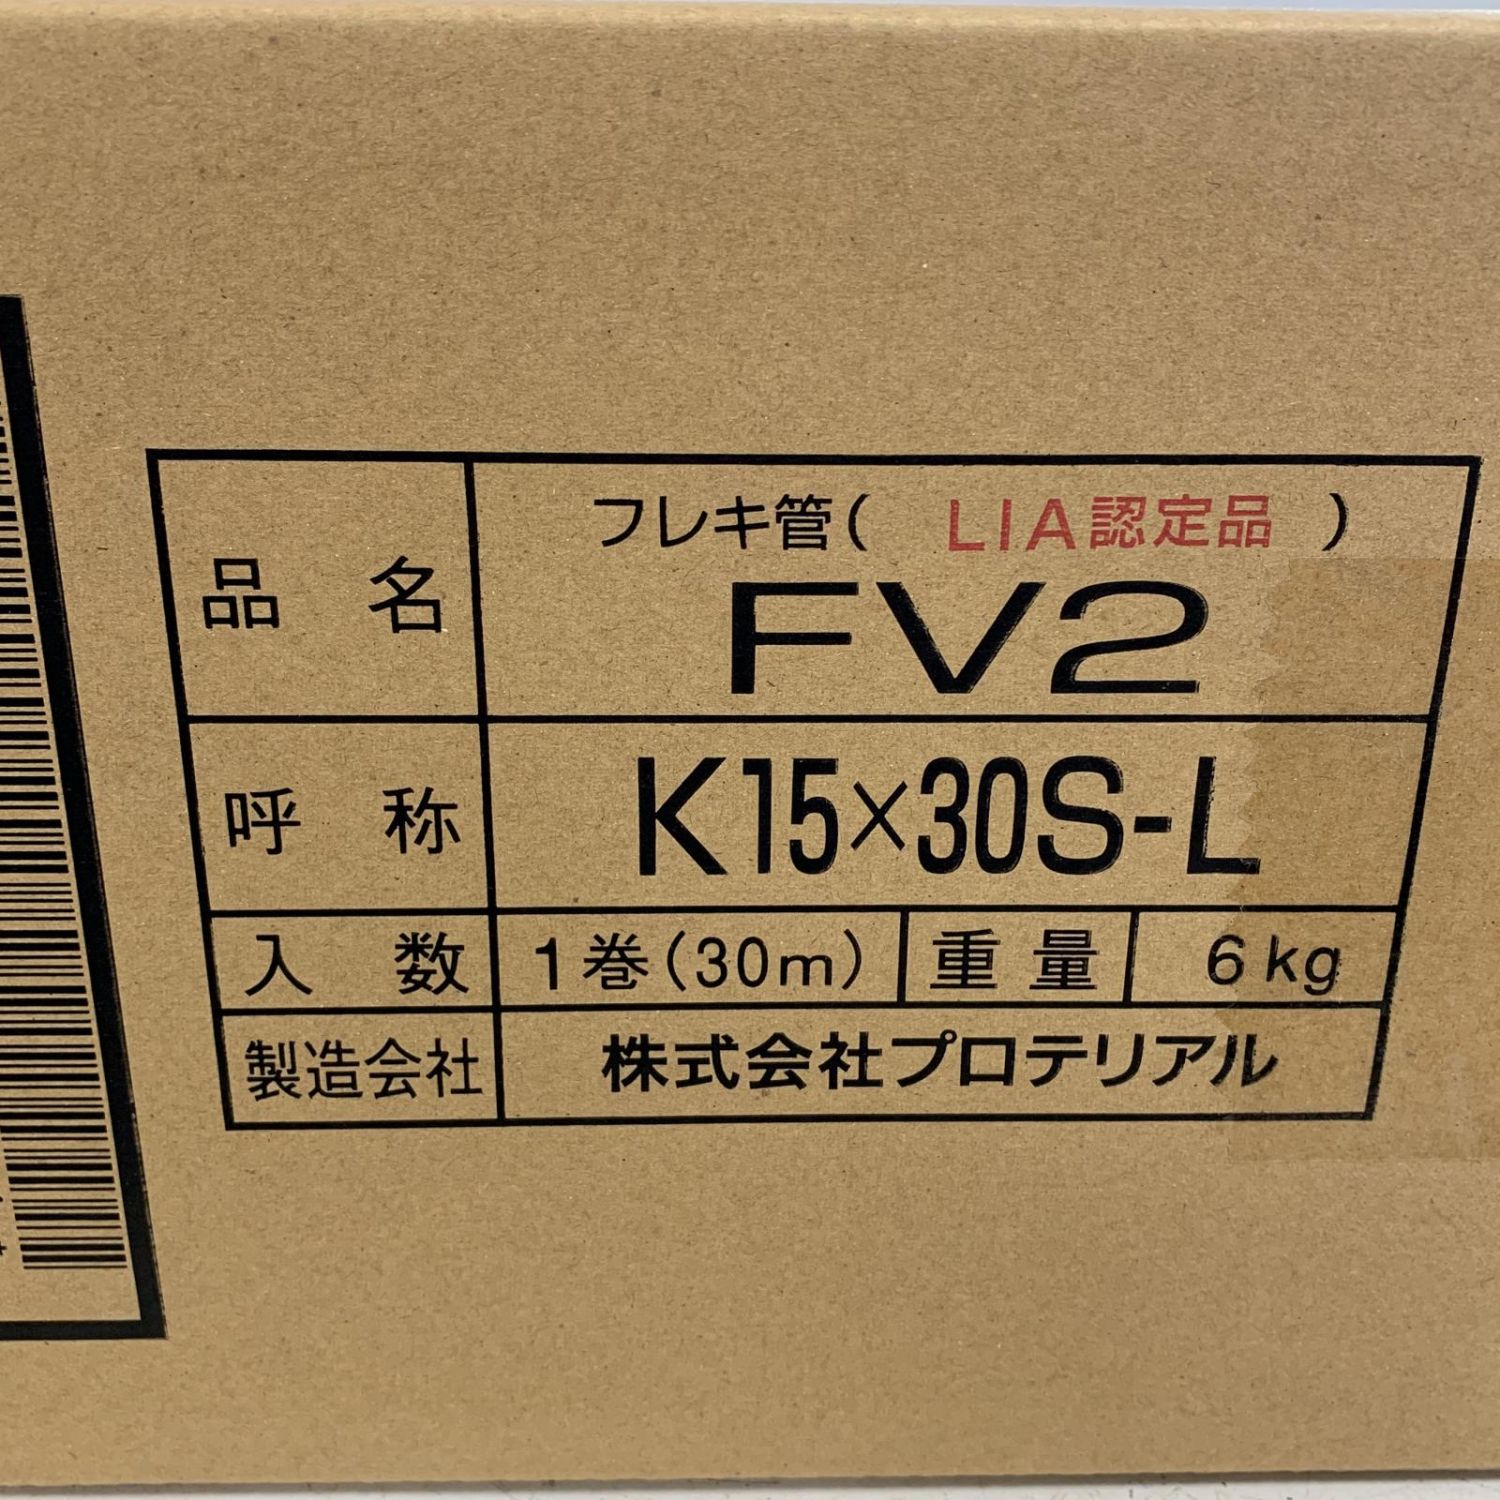 品名 フレキ管( LIA認定品 )
FV2
呼称 K15×30S-L
入数 1巻(30m) 重量 6kg
製造会社 株式会社プロテリアル